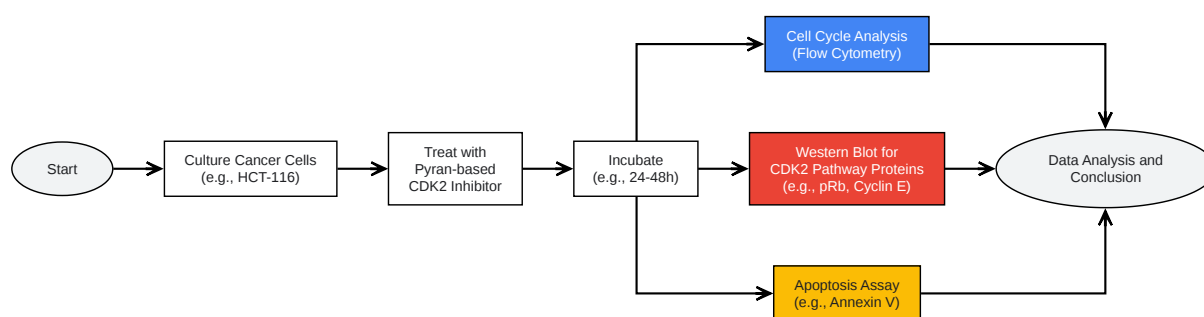 Start
Culture Cancer Cells
(e.g., HCT-116)
Treat with
Pyran-based
CDK2 Inhibitor
Incubate
(e.g., 24-48h)
Cell Cycle Analysis
(Flow Cytometry)
Western Blot for
CDK2 Pathway Proteins
(e.g., pRb, Cyclin E)
Apoptosis Assay
(e.g., Annexin V)
Data Analysis and
Conclusion